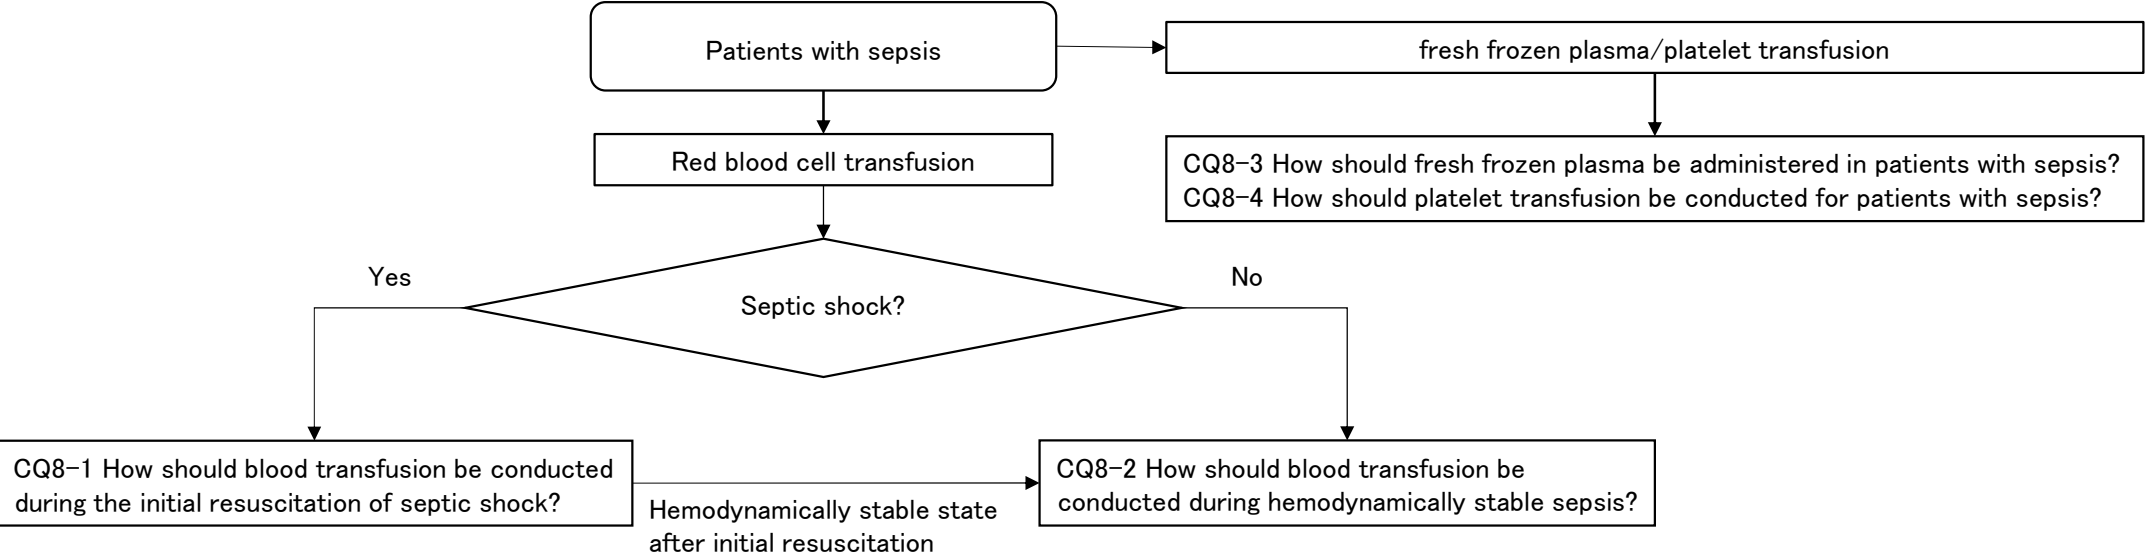 Patients with sepsis
fresh frozen plasma/platelet transfusion
Red blood cell transfusion
CQ8-3 How should fresh frozen plasma be administered in patients with sepsis?
CQ8-4 How should platelet transfusion be conducted for patients with sepsis?
Yes
No
Septic shock?
CQ8-1 How should blood transfusion be conducted
during the initial resuscitation of septic shock?
Hemodynamically stable state
after initial resuscitation
CQ8-2 How should blood transfusion be
conducted during hemodynamically stable sepsis?